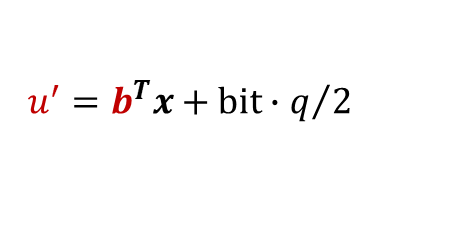 u′ = bᵀx + bit · q/2